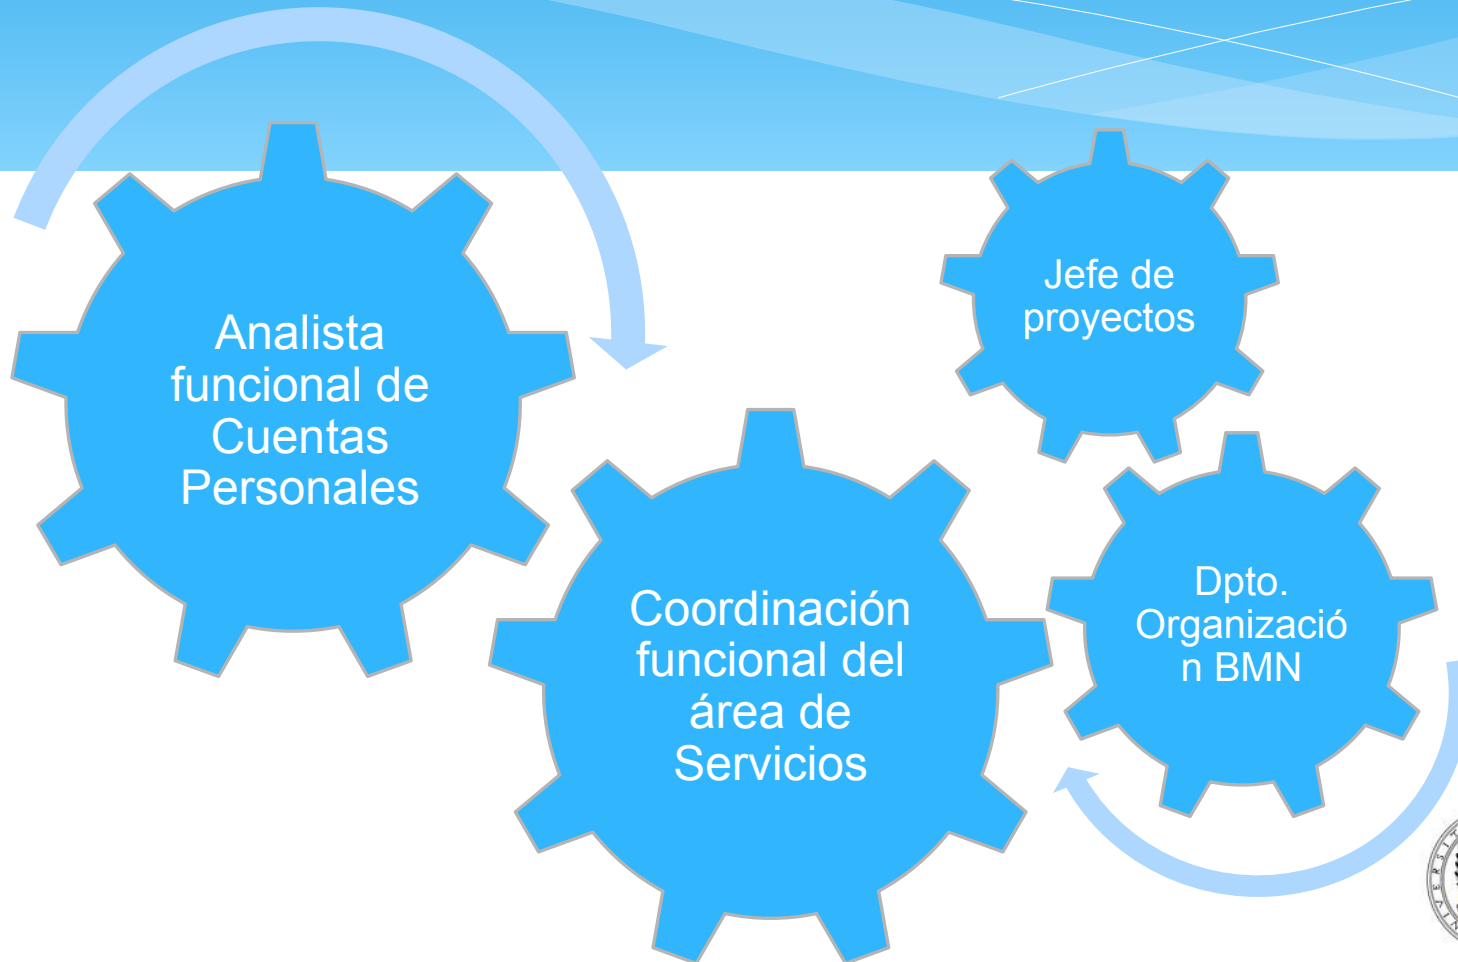 Analista
funcional de
Cuentas
Personales
Jefe de
proyectos
Coordinación
funcional del
área de
Servicios
Dpto.
Organizació
n BMN